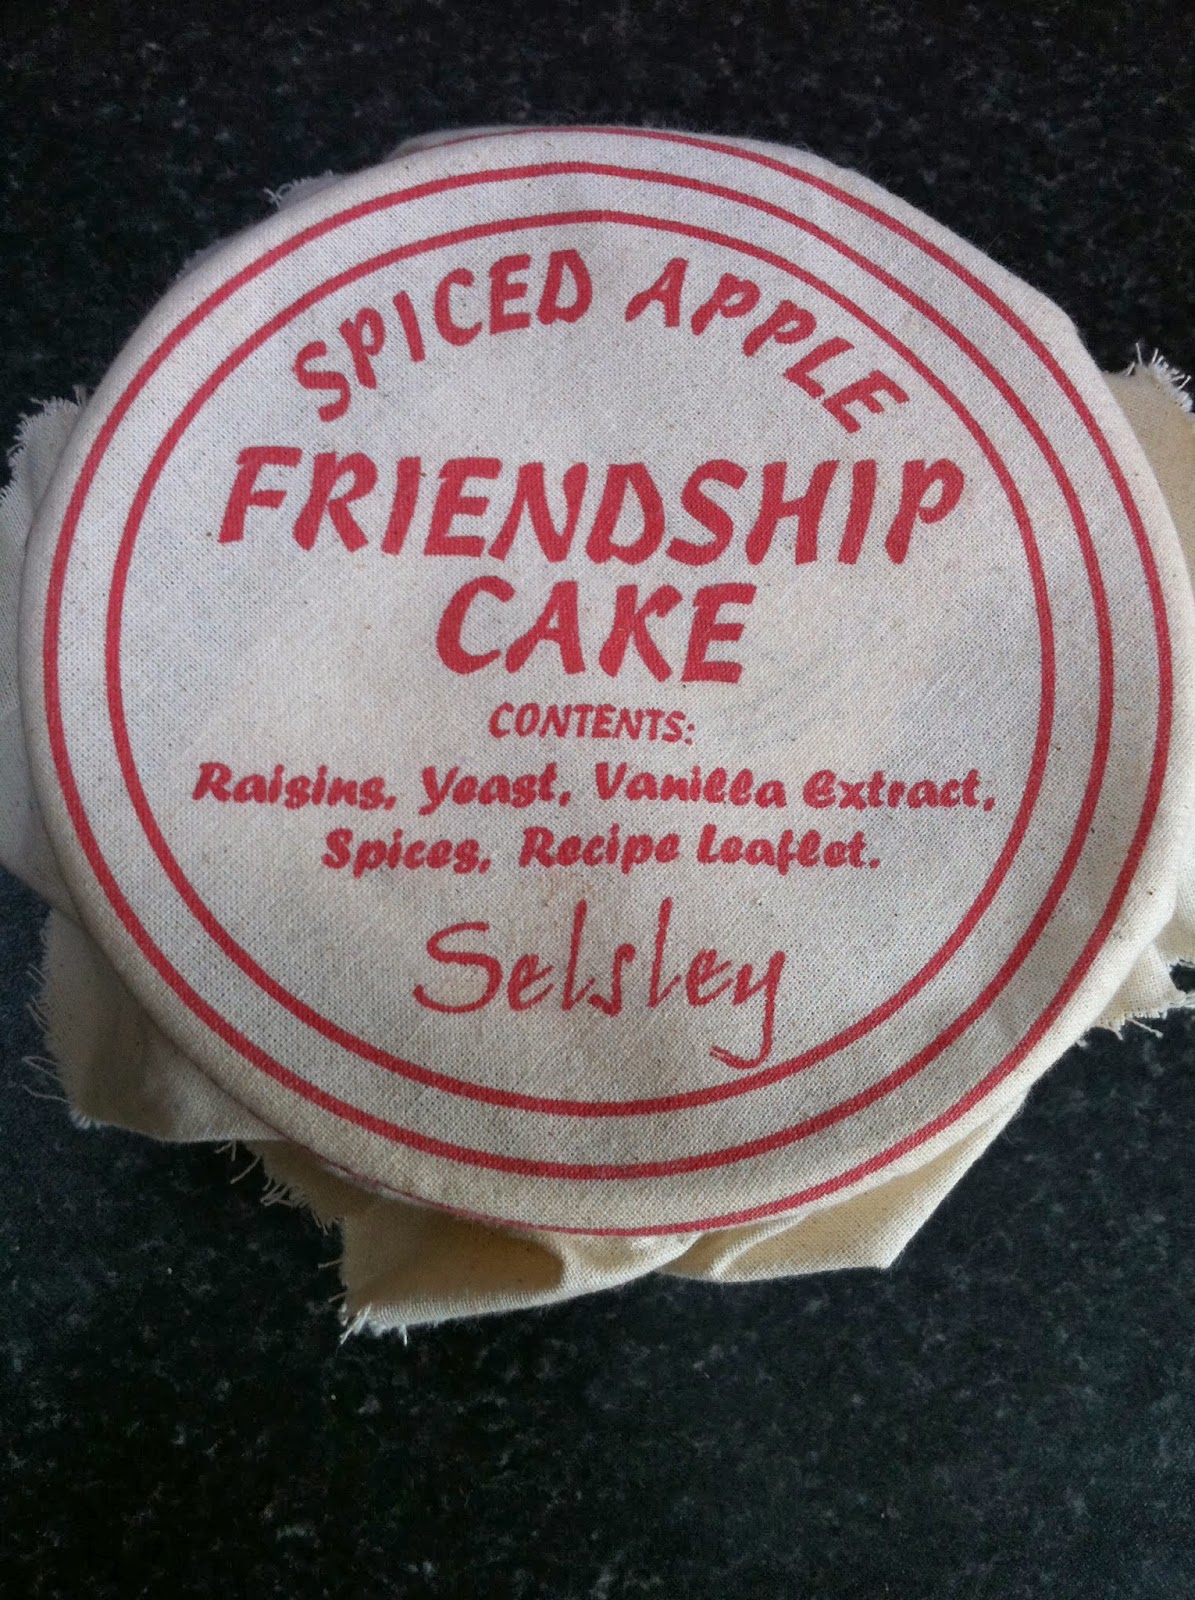 SPICED APPLE
FRIENDSHIP
CAKE
CONTENTS:
Raisins, Yeast, Vanilla Extract,
Spices, Recipe Leaflet.
Selsley